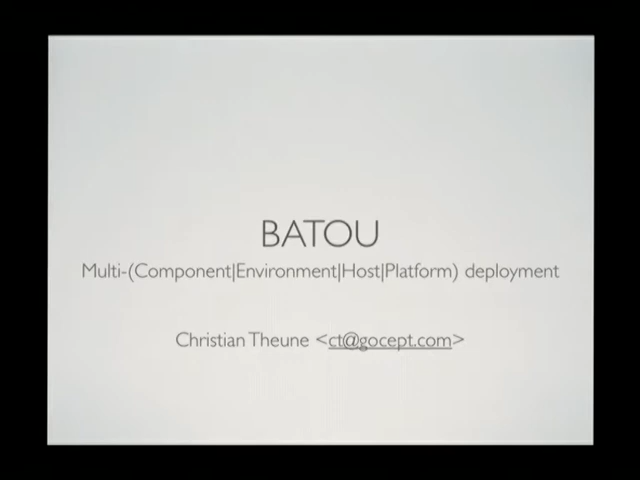 BATOU
Multi-(Component|Environment|Host|Platform) deployment
Christian Theune <ct@gocept.com>